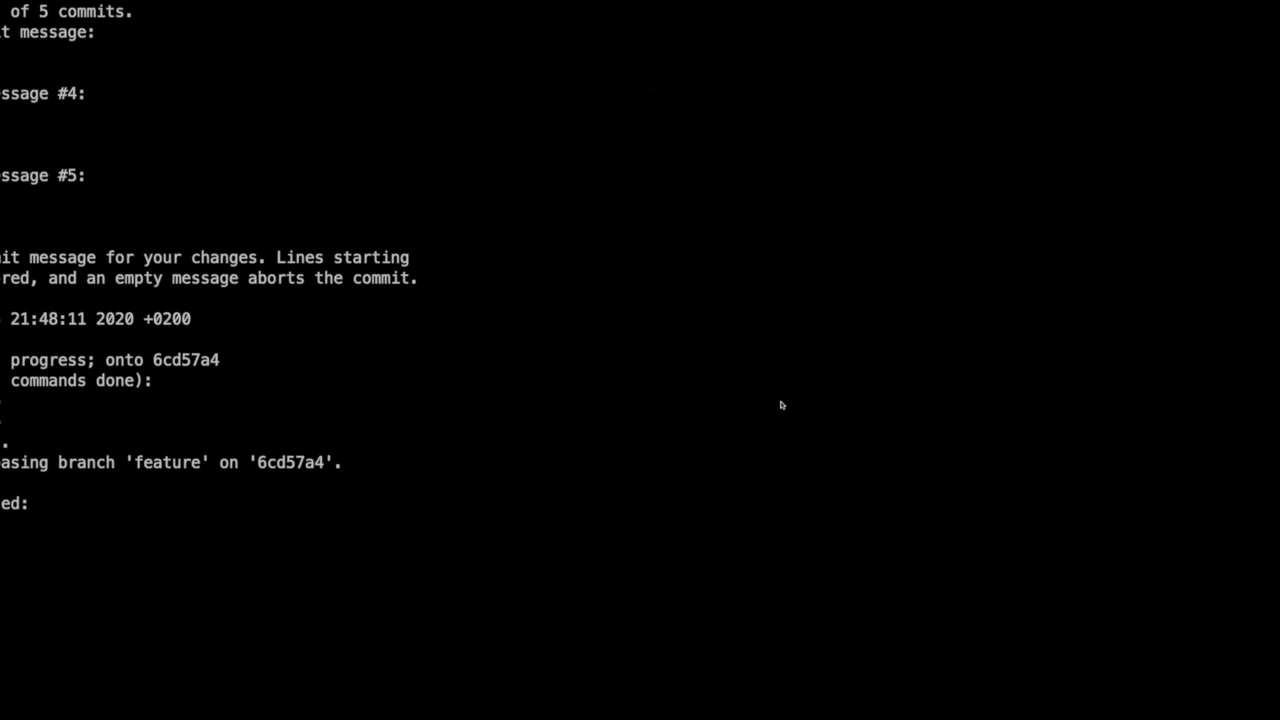 of 5 commits.
t message:
ssage #4:
ssage #5:
it message for your changes. Lines starting
red, and an empty message aborts the commit.
21:48:11 2020 +0200
progress; onto 6cd57a4
commands done):
.
asing branch 'feature' on '6cd57a4'.
ed: